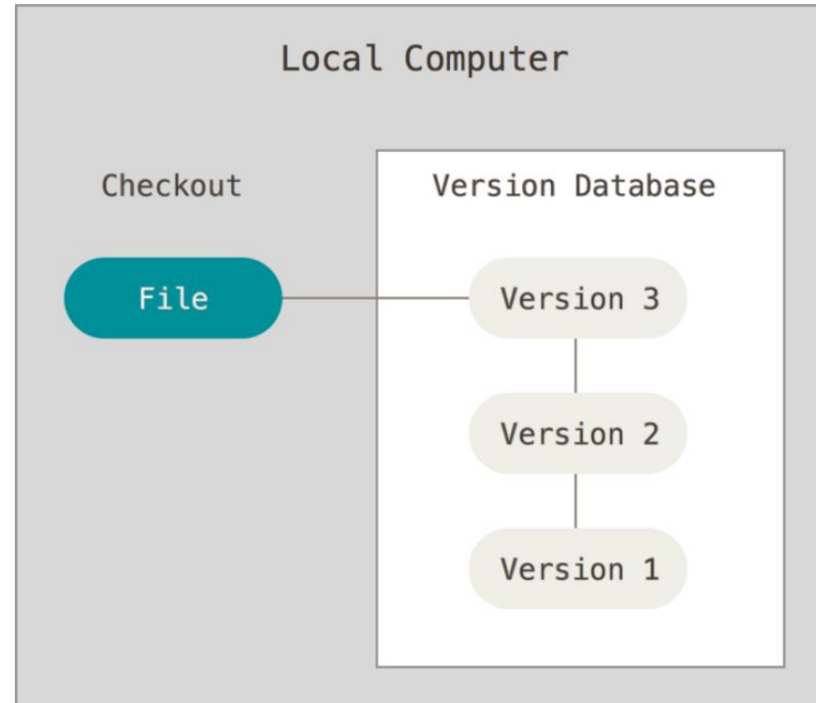 Local Computer
Checkout
Version Database
File
Version 3
Version 2
Version 1